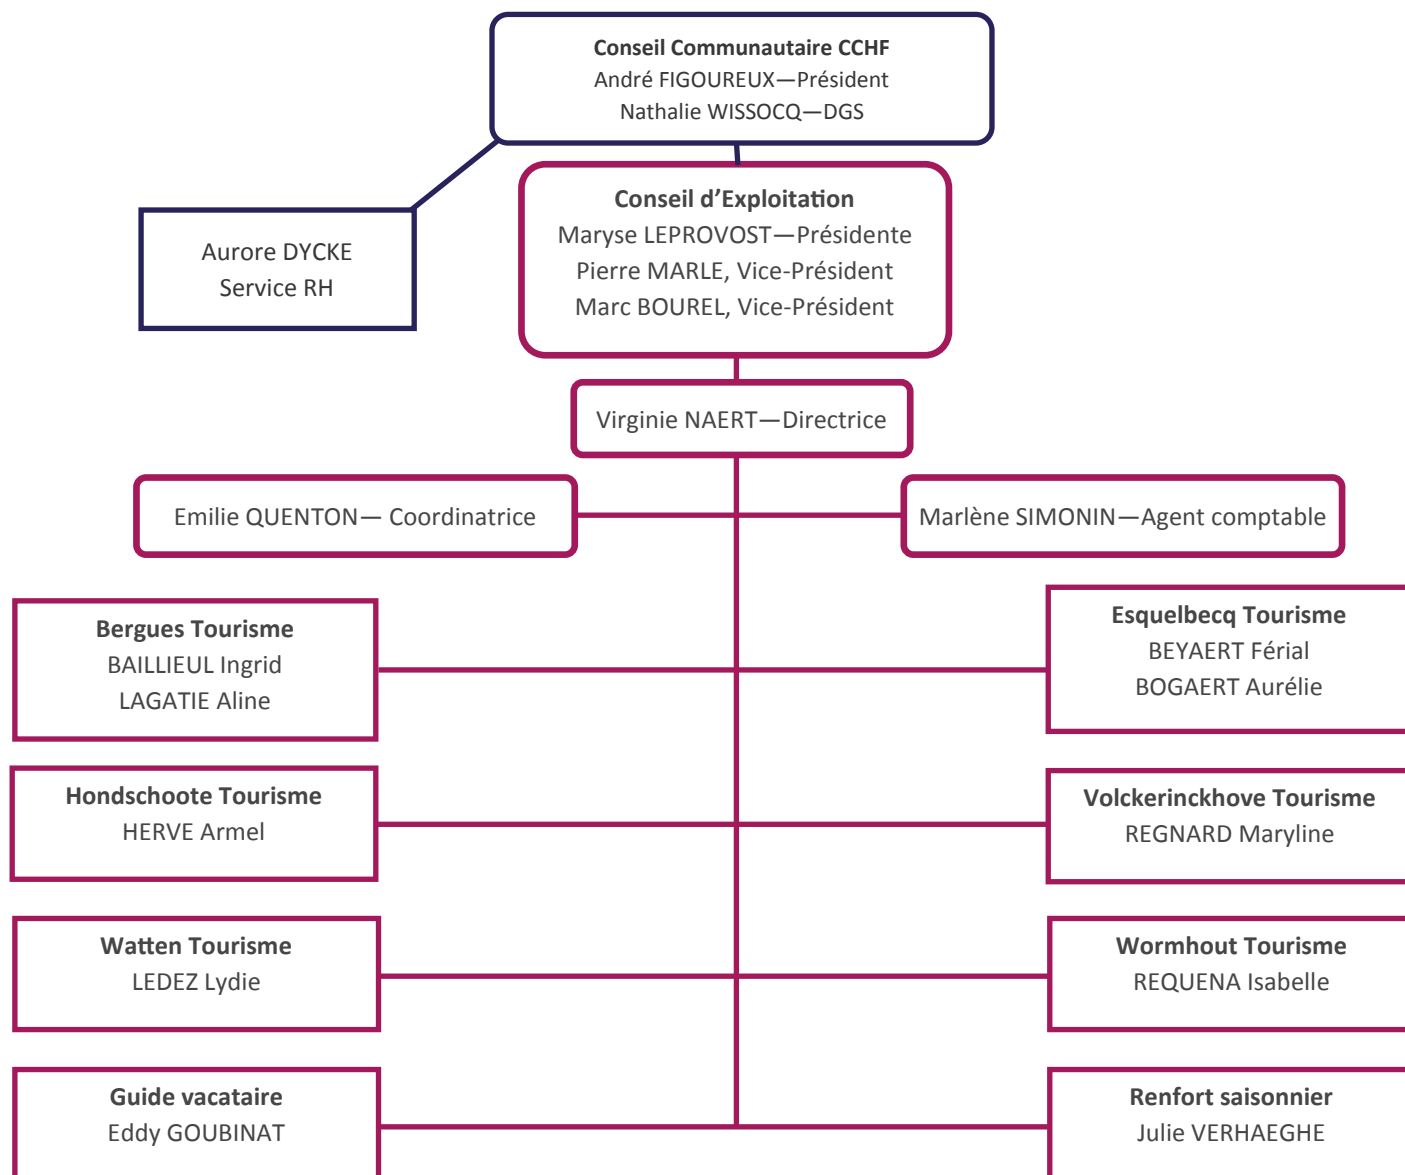 Conseil Communautaire CCHF
André FIGOUREUX—Président
Nathalie WISSOCQ—DGS
Aurore DYCKE
Service RH
Conseil d'Exploitation
Maryse LEPROVOST—Présidente
Pierre MARLE, Vice-Président
Marc BOUREL, Vice-Président
Virginie NAERT—Directrice
Emilie QUENTON— Coordinatrice
Marlène SIMONIN—Agent comptable
Bergues Tourisme
BAILLIEUL Ingrid
LAGATIE Aline
Esquelbecq Tourisme
BEYAERT Férial
BOGAERT Aurélie
Hondschoote Tourisme
HERVE Armel
Volckerinckhove Tourisme
REGNARD Maryline
Watten Tourisme
LEDEZ Lydie
Wormhout Tourisme
REQUENA Isabelle
Guide vacataire
Eddy GOUBINAT
Renfort saisonnier
Julie VERHAEGHE